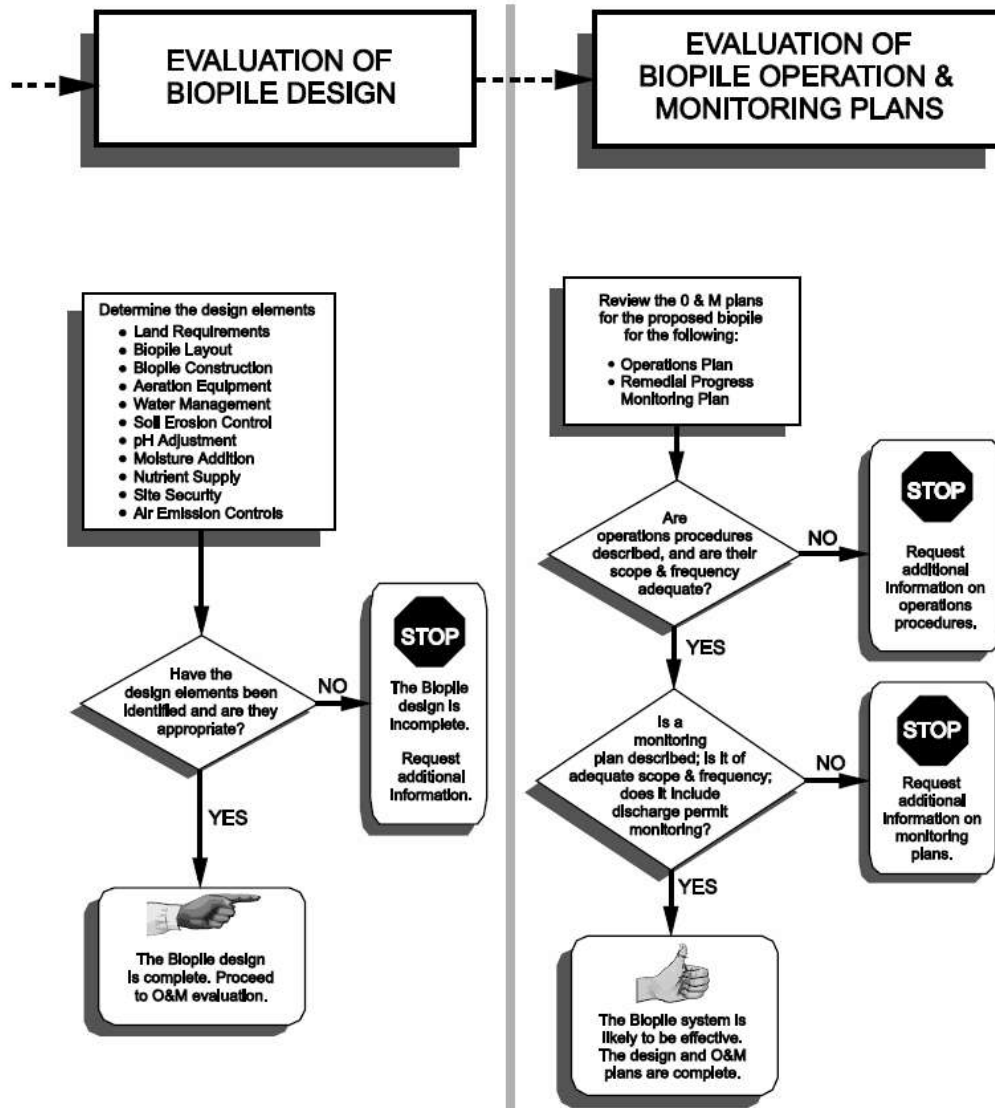 EVALUATION OF
BIOPILE DESIGN
Determine the design elements
• Land Requirements
• Biopile Layout
• Biopile Construction
• Aeration Equipment
• Water Management
• Soil Erosion Control
• pH Adjustment
• Moisture Addition
• Nutrient Supply
• Site Security
• Air Emission Controls
Have the
design elements been
identified and are they
appropriate?
NO
STOP
The Biopile
design is
incomplete.
Request
additional
information.
YES
The Biopile design
is complete. Proceed
to O&M evaluation.
EVALUATION OF
BIOPILE OPERATION &
MONITORING PLANS
Review the 0 & M plans
for the proposed biopile
for the following:
• Operations Plan
• Remedial Progress
Monitoring Plan
Are
operations procedures
described, and are their
scope & frequency
adequate?
NO
STOP
Request
additional
information on
operations
procedures.
YES
Is a
monitoring
plan described; is it of
adequate scope & frequency;
does it include
discharge permit
monitoring?
NO
STOP
Request
additional
information on
monitoring
plans.
YES
The Biopile system is
likely to be effective.
The design and O&M
plans are complete.